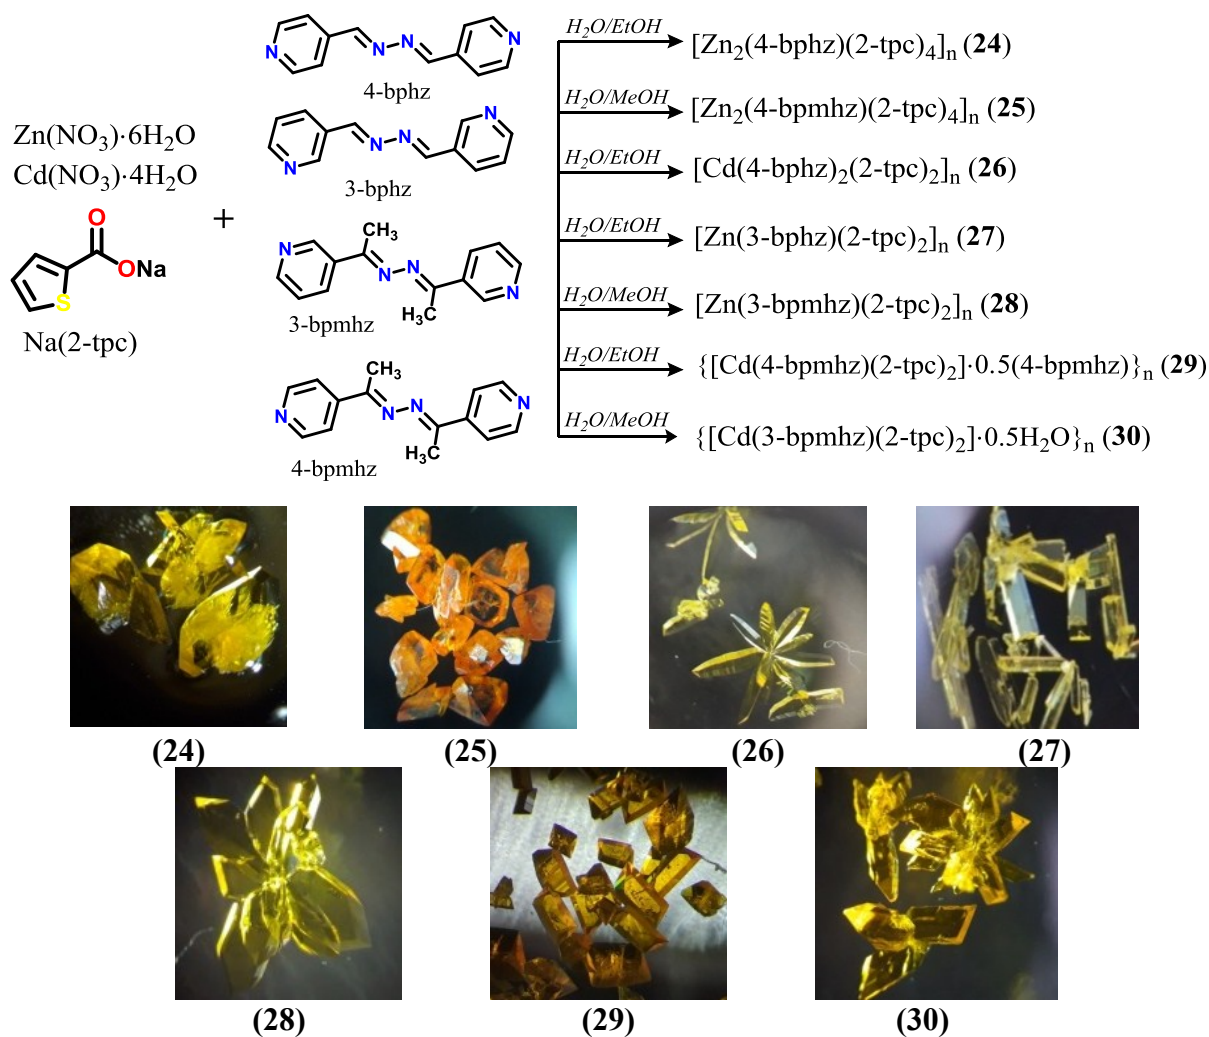 Zn(NO₃)·6H₂O
Cd(NO₃)·4H₂O
O
ONa
S
Na(2-tpc)
+
N
N
N
N
4-bphz
N
N
N
N
3-bphz
CH₃
N
N
N
N
H₃C
3-bpmhz
CH₃
N
N
N
N
H₃C
4-bpmhz
H₂O/EtOH [Zn₂(4-bphz)(2-tpc)₄]ₙ (24)
H₂O/MeOH [Zn₂(4-bpmhz)(2-tpc)₄]ₙ (25)
H₂O/EtOH [Cd(4-bphz)₂(2-tpc)₂]ₙ (26)
H₂O/EtOH [Zn(3-bphz)(2-tpc)₂]ₙ (27)
H₂O/MeOH [Zn(3-bpmhz)(2-tpc)₂]ₙ (28)
H₂O/EtOH {[Cd(4-bpmhz)(2-tpc)₂]·0.5(4-bpmhz)}ₙ (29)
H₂O/MeOH {[Cd(3-bpmhz)(2-tpc)₂]·0.5H₂O}ₙ (30)
(24) (25) (26) (27)
(28) (29) (30)